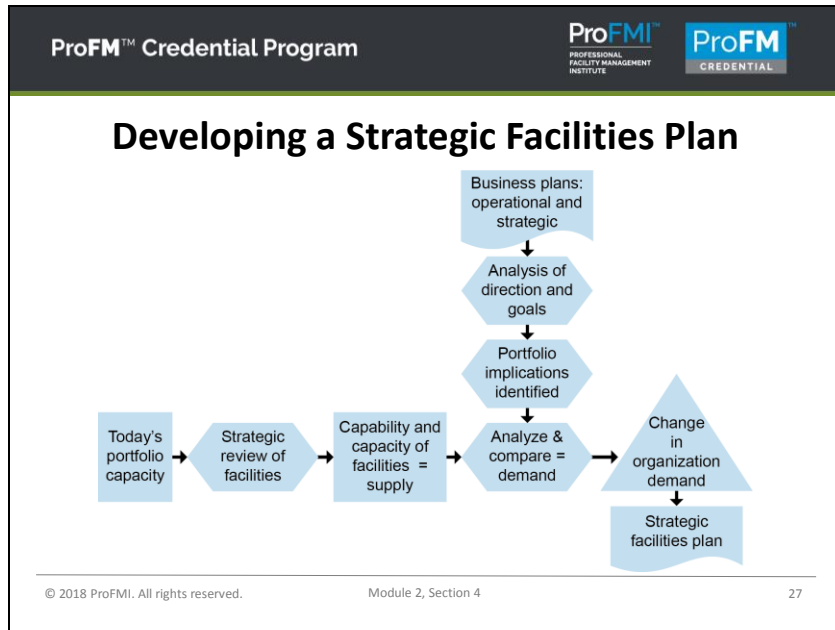 ProFM™ Credential Program
ProFMI™
PROFESSIONAL
FACILITY MANAGEMENT
INSTITUTE
ProFM™
CREDENTIAL
Developing a Strategic Facilities Plan
Business plans:
operational and
strategic
Analysis of
direction and
goals
Portfolio
implications
identified
Today's
portfolio
capacity
Strategic
review of
facilities
Capability and
capacity of
facilities =
supply
Analyze &
compare =
demand
Change
in
organization
demand
Strategic
facilities plan
© 2018 ProFMI. All rights reserved.
Module 2, Section 4
27